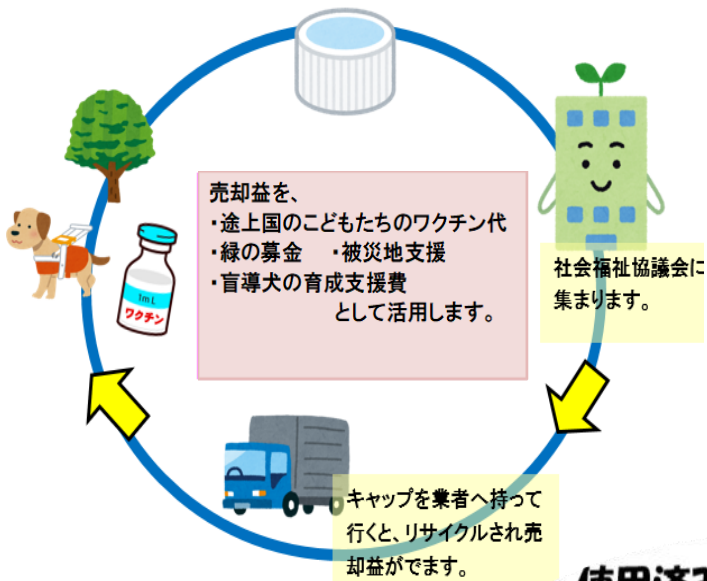 売却益を、
・途上国のこどもたちのワクチン代
・緑の募金　・被災地支援
・盲導犬の育成支援費
として活用します。
社会福祉協議会に
集まります。
1mL
ワクチン
キャップを業者へ持って
行くと、リサイクルされ売
却益がでます。